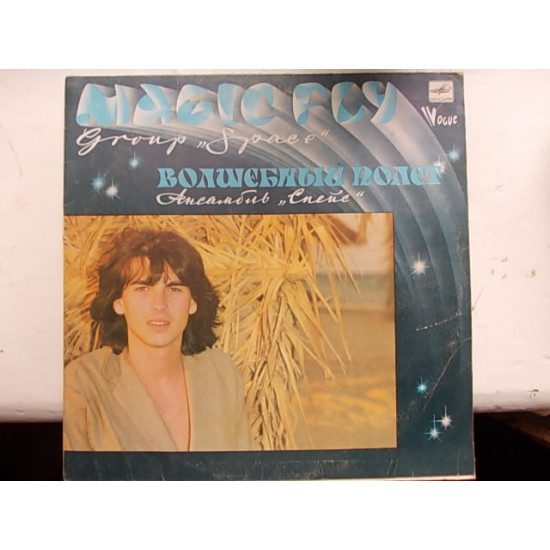 MAGIC FLY
Group „Space“
Vogue
ВОЛШЕБНЫЙ ПОЛЕТ
Ансамбль „Спейс“